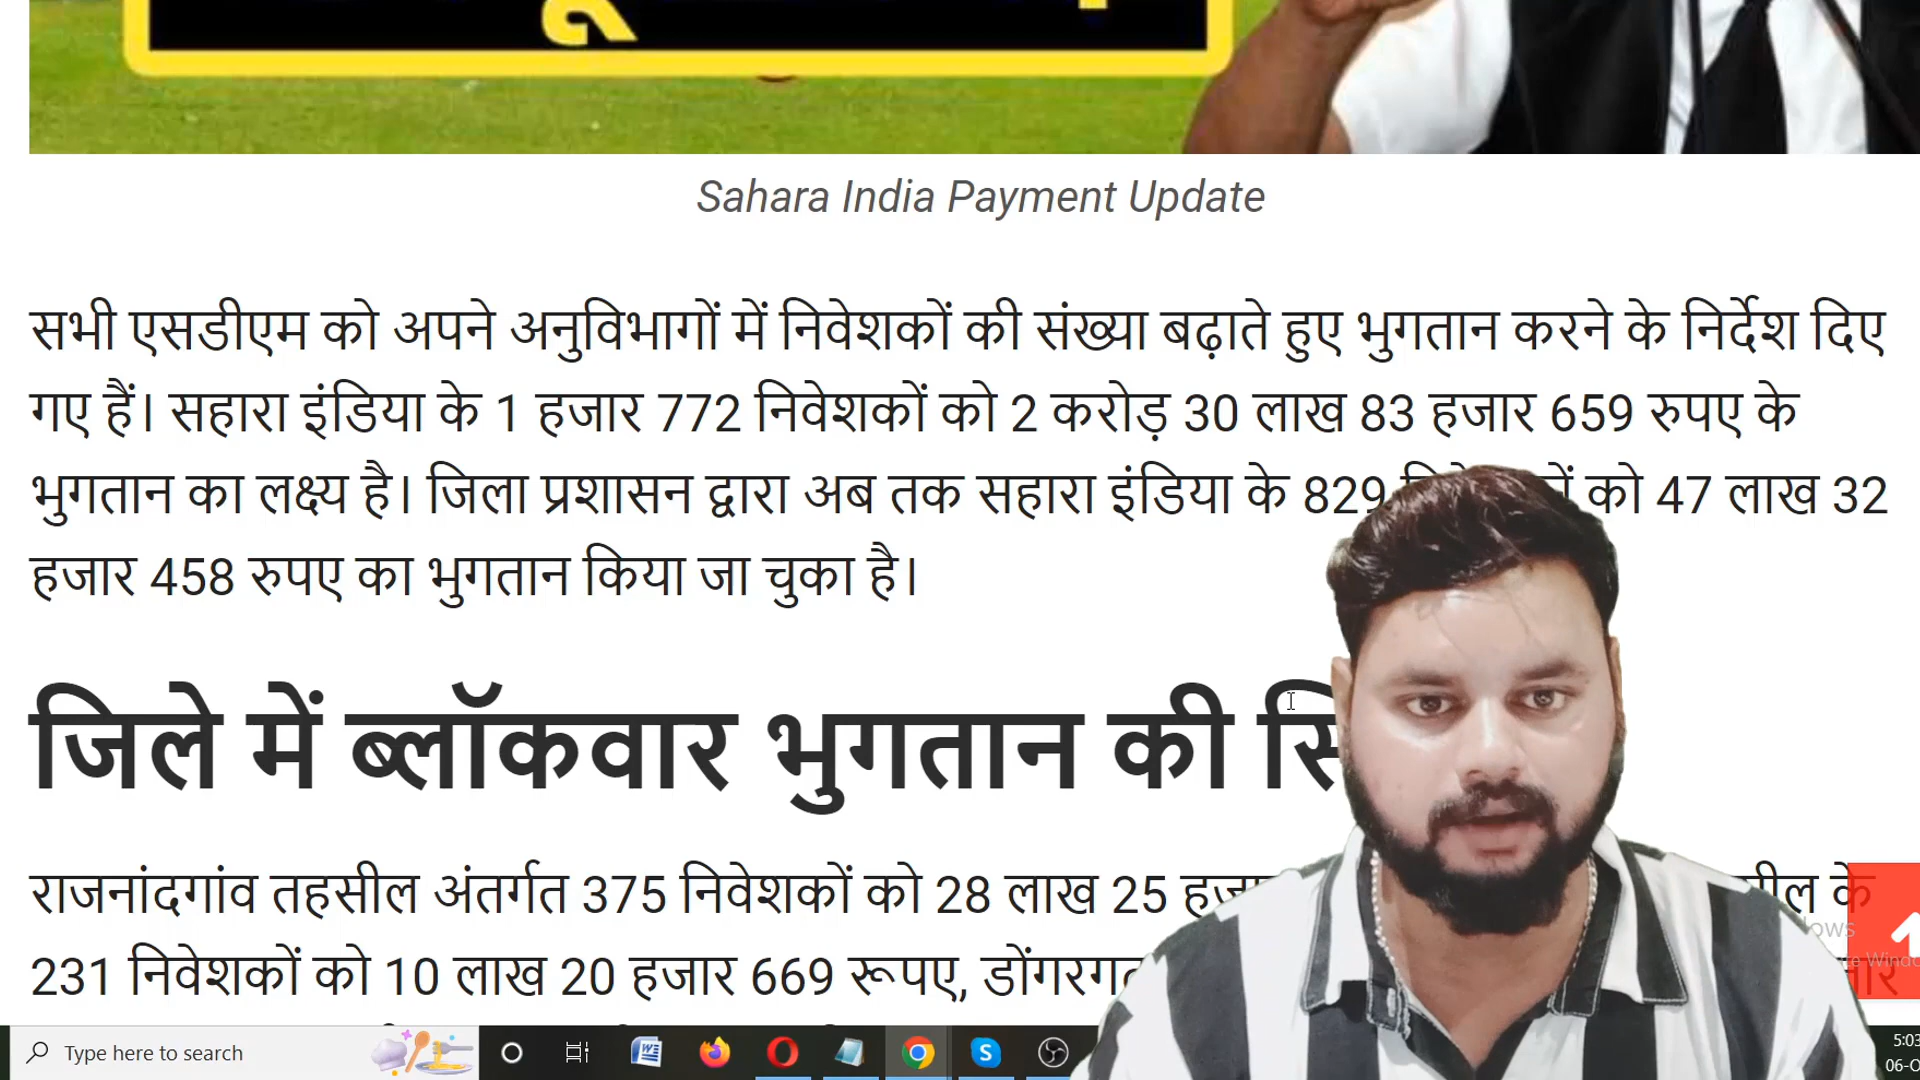 Sahara India Payment Update
सभी एसडीएम को अपने अनुविभागों में निवेशकों की संख्या बढ़ाते हुए भुगतान करने के निर्देश दिए
गए हैं। सहारा इंडिया के 1 हजार 772 निवेशकों को 2 करोड़ 30 लाख 83 हजार 659 रुपए के
भुगतान का लक्ष्य है। जिला प्रशासन द्वारा अब तक सहारा इंडिया के 829 को 47 लाख 32
हजार 458 रुपए का भुगतान किया जा चुका है।
जिले में ब्लॉकवार भुगतान की
राजनांदगांव तहसील अंतर्गत 375 निवेशकों को 28 लाख 25 के
231 निवेशकों को 10 लाख 20 हजार 669 रूपए,
Type here to search
5:03